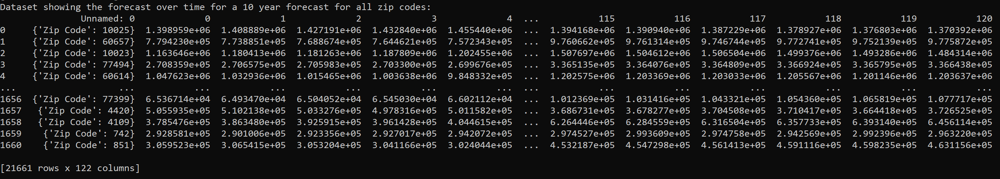 Dataset showing the forecast over time for a 10 year forecast for all zip codes:
Unnamed: 0 0 1 2 3 4 ... 115 116 117 118 119 120
0 {'Zip Code': 10025} 1.398959e+06 1.408889e+06 1.427191e+06 1.432840e+06 1.455440e+06 ... 1.394168e+06 1.390940e+06 1.387229e+06 1.378927e+06 1.376803e+06 1.370392e+06
1 {'Zip Code': 60657} 7.794230e+05 7.738851e+05 7.688674e+05 7.644621e+05 7.572343e+05 ... 9.760662e+05 9.761314e+05 9.746744e+05 9.772741e+05 9.752139e+05 9.775872e+05
2 {'Zip Code': 10023} 1.163646e+06 1.180413e+06 1.181263e+06 1.187809e+06 1.202455e+06 ... 1.507697e+06 1.504612e+06 1.506504e+06 1.499376e+06 1.493286e+06 1.484314e+06
3 {'Zip Code': 77494} 2.708359e+05 2.706575e+05 2.705983e+05 2.703300e+05 2.699676e+05 ... 3.365135e+05 3.364076e+05 3.364809e+05 3.366924e+05 3.365795e+05 3.366438e+05
4 {'Zip Code': 60614} 1.047623e+06 1.032936e+06 1.015465e+06 1.003638e+06 9.848332e+05 ... 1.202575e+06 1.203369e+06 1.203033e+06 1.205567e+06 1.201146e+06 1.203637e+06
... ... ... ... ... ... ... ... ... ... ... ... ... ...
1656 {'Zip Code': 77399} 6.536714e+04 6.493470e+04 6.504052e+04 6.545030e+04 6.602112e+04 ... 1.012369e+05 1.031416e+05 1.043321e+05 1.054360e+05 1.065819e+05 1.077717e+05
1657 {'Zip Code': 4420} 5.055935e+05 5.102138e+05 5.033276e+05 4.978316e+05 5.011582e+05 ... 3.686731e+05 3.678277e+05 3.704508e+05 3.710417e+05 3.664418e+05 3.726525e+05
1658 {'Zip Code': 4109} 3.785476e+05 3.863480e+05 3.925915e+05 3.961428e+05 4.044615e+05 ... 6.264446e+05 6.284559e+05 6.316504e+05 6.357733e+05 6.393140e+05 6.456114e+05
1659 {'Zip Code': 742} 2.928581e+05 2.901006e+05 2.923356e+05 2.927017e+05 2.942072e+05 ... 2.974527e+05 2.993609e+05 2.974758e+05 2.942569e+05 2.992396e+05 2.963220e+05
1660 {'Zip Code': 851} 3.059523e+05 3.065415e+05 3.053204e+05 3.041166e+05 3.024044e+05 ... 4.532187e+05 4.547298e+05 4.561413e+05 4.591116e+05 4.598235e+05 4.631156e+05
[21661 rows x 122 columns]